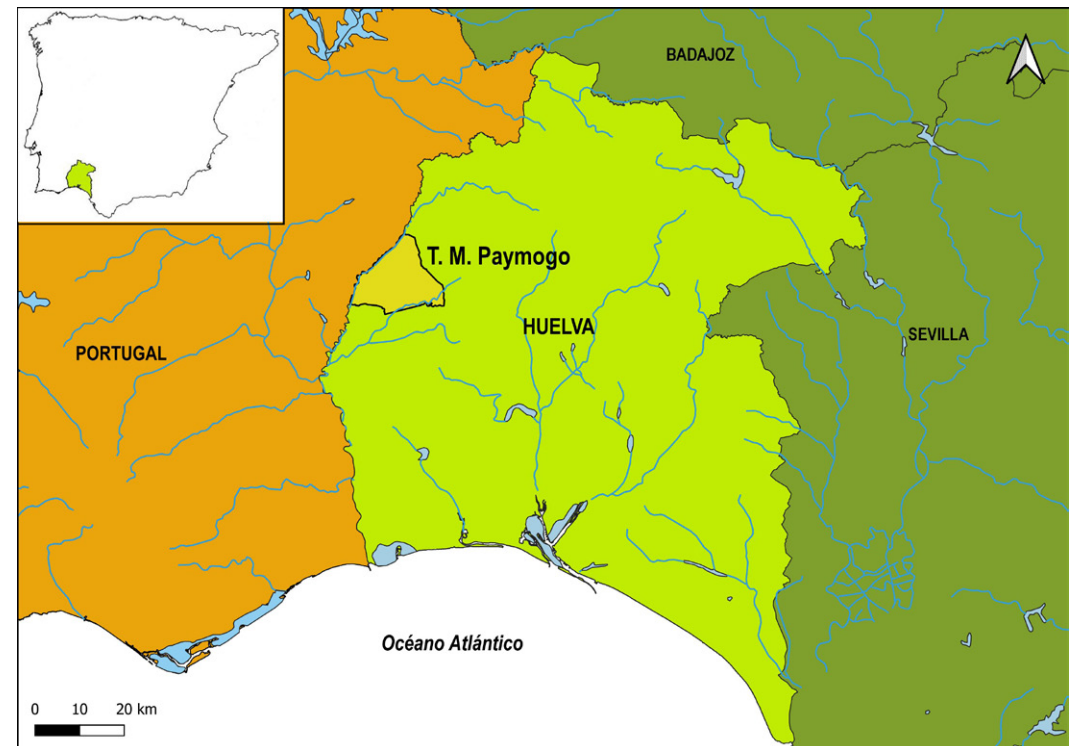 BADAJOZ
T. M. Paymogo
HUELVA
SEVILLA
PORTUGAL
Océano Atlántico
0 10 20 km